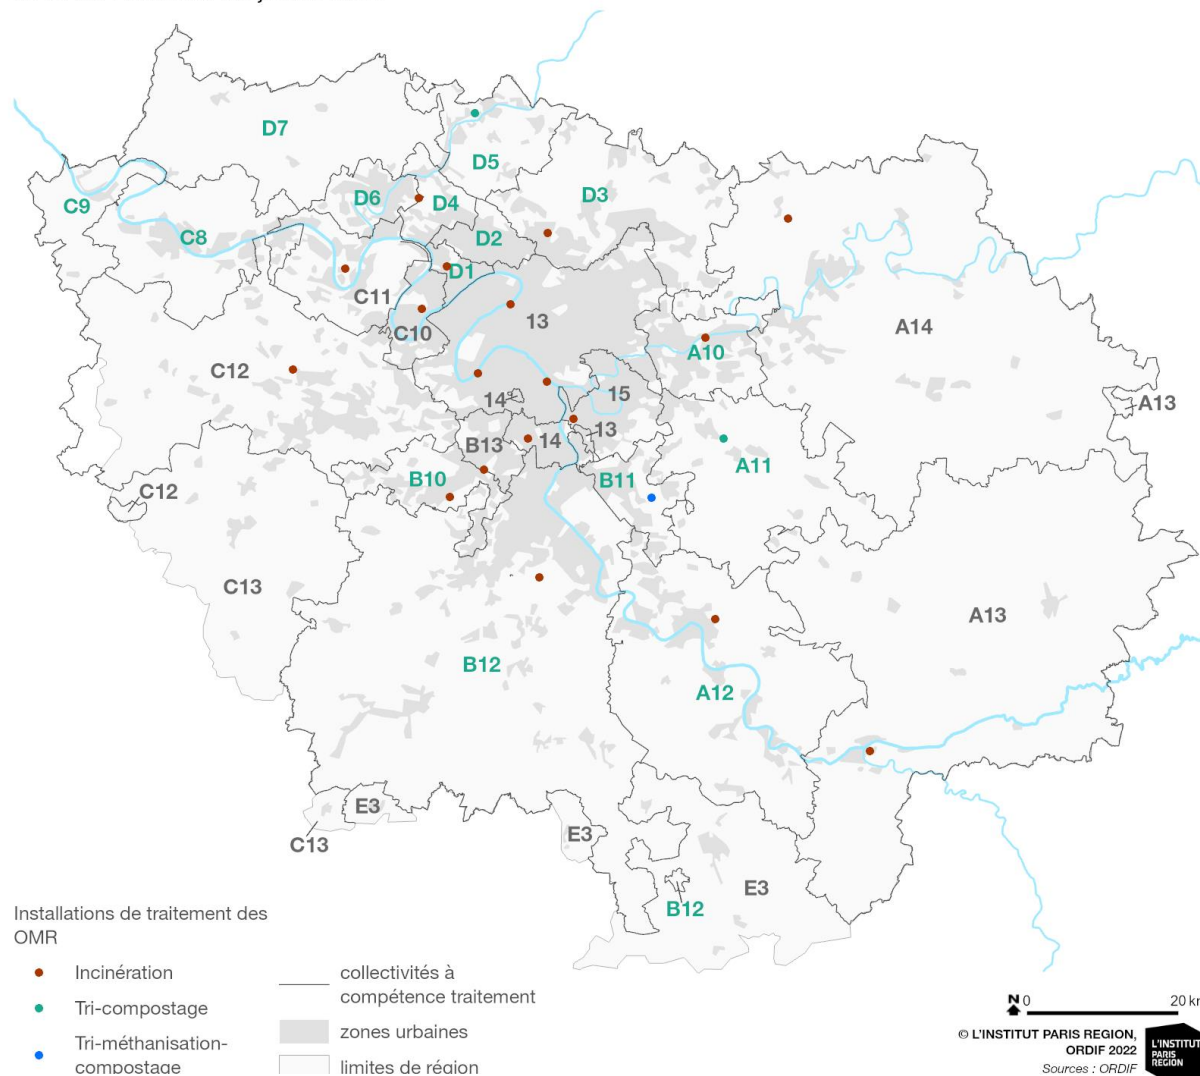 D7
D5
D6
D4
D3
C9
C8
D2
D1
C11
13
C10
A14
A10
C12
14
15
A13
B13
14
13
B10
B11
A11
C12
C13
A13
B12
A12
E3
C13
E3
E3
B12
Installations de traitement des
OMR
Incinération
Tri-compostage
Tri-méthanisation-
compostage
collectivités à
compétence traitement
zones urbaines
limites de région
N 0 20 km
© L'INSTITUT PARIS REGION,
ORDIF 2022
Sources : ORDIF
L'INSTITUT
PARIS
REGION